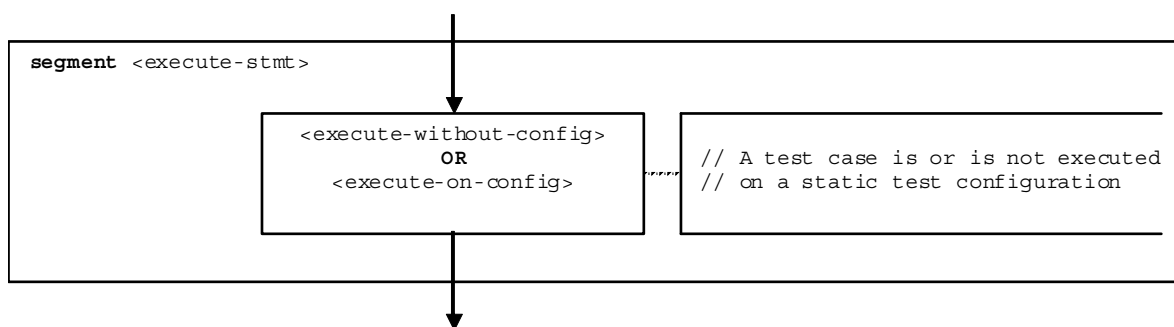 segment <execute-stmt>
<execute-without-config>
OR
<execute-on-config>
// A test case is or is not executed
// on a static test configuration